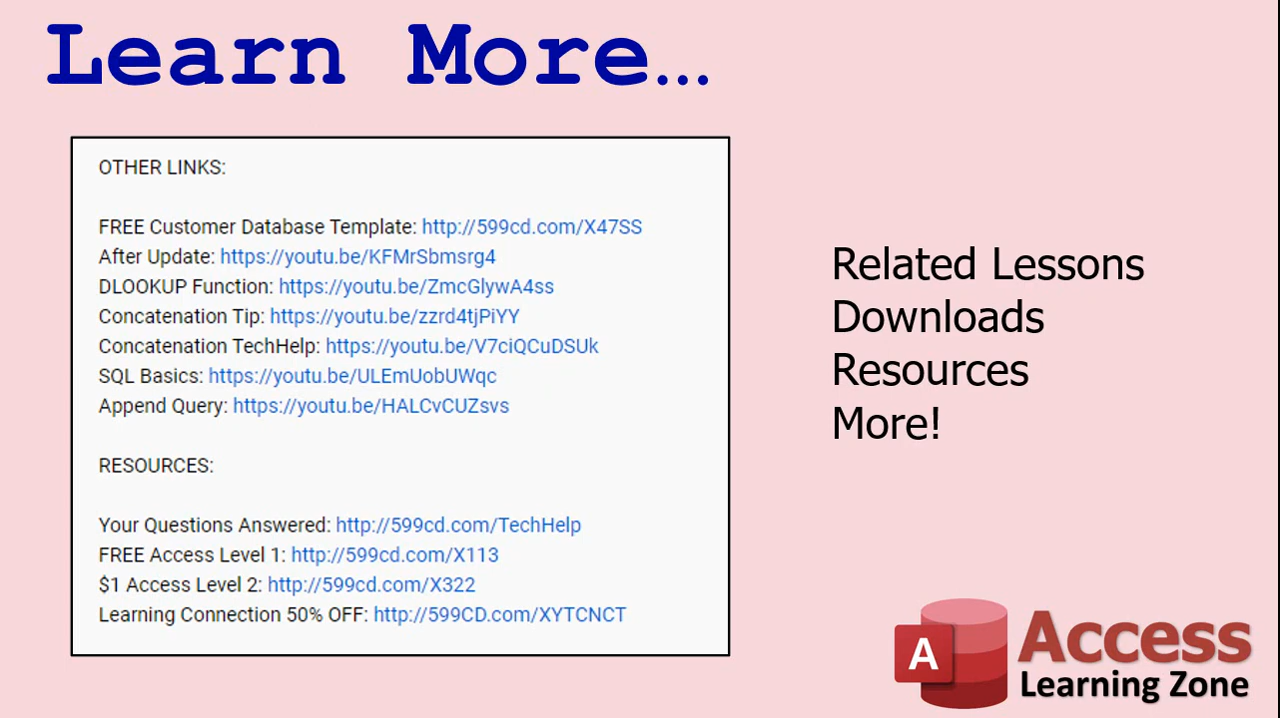 Learn More...
OTHER LINKS:
FREE Customer Database Template: http://599cd.com/X47SS
After Update: https://youtu.be/KFMrSbmsrg4
DLOOKUP Function: https://youtu.be/ZmcGlywA4ss
Concatenation Tip: https://youtu.be/zzrd4tjPiYY
Concatenation TechHelp: https://youtu.be/V7ciQCuDSUk
SQL Basics: https://youtu.be/ULEmUobUWqc
Append Query: https://youtu.be/HALCvCUZsvs
RESOURCES:
Your Questions Answered: http://599cd.com/TechHelp
FREE Access Level 1: http://599cd.com/X113
$1 Access Level 2: http://599cd.com/X322
Learning Connection 50% OFF: http://599CD.com/XYTCNCT
Related Lessons
Downloads
Resources
More!
A
Access
Learning Zone